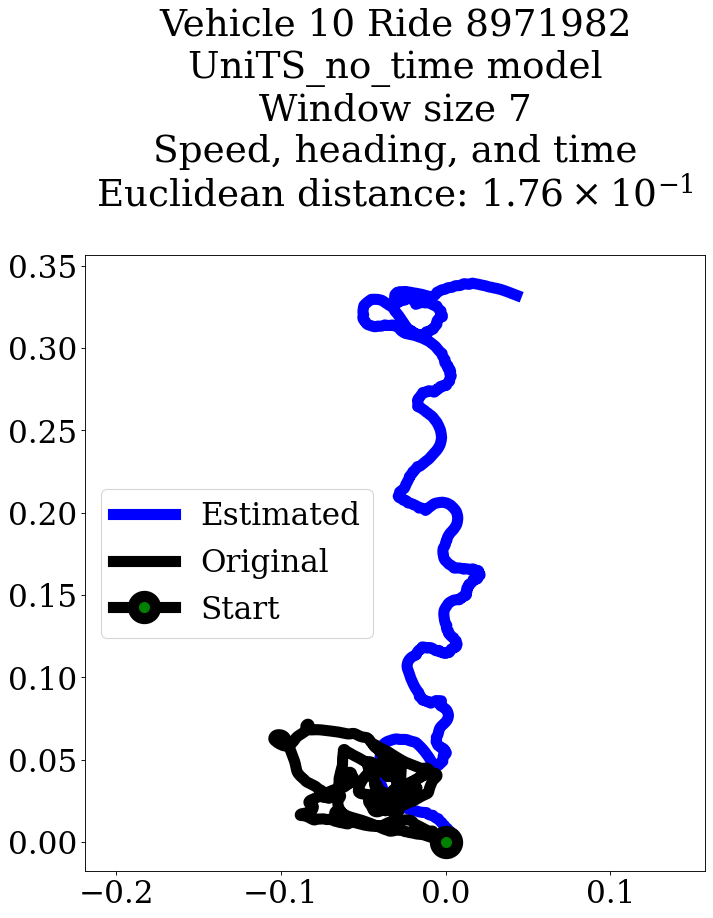 Vehicle 10 Ride 8971982
UniTS_no_time model
Window size 7
Speed, heading, and time
Euclidean distance: 1.76 × 10⁻¹
0.35
0.30
0.25
0.20
0.15
0.10
0.05
0.00
Estimated
Original
Start
−0.2
−0.1
0.0
0.1